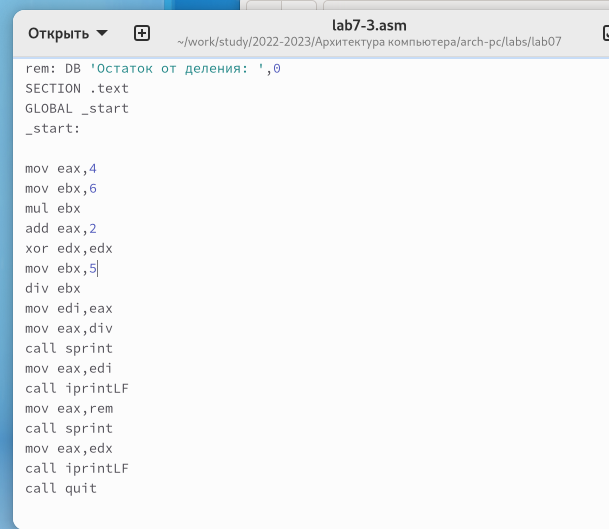 Открыть
lab7-3.asm
~/work/study/2022-2023/Архитектура компьютера/arch-pc/labs/lab07
rem: DB 'Остаток от деления: ',0
SECTION .text
GLOBAL _start
_start:
mov eax,4
mov ebx,6
mul ebx
add eax,2
xor edx,edx
mov ebx,5
div ebx
mov edi,eax
mov eax,div
call sprint
mov eax,edi
call iprintLF
mov eax,rem
call sprint
mov eax,edx
call iprintLF
call quit